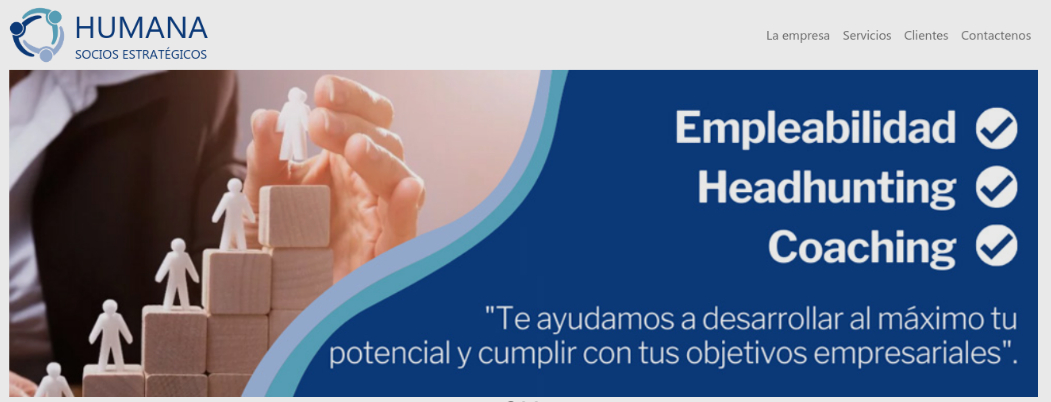 HUMANA
SOCIOS ESTRATÉGICOS
La empresa Servicios Clientes Contactenos
Empleabilidad
Headhunting
Coaching
"Te ayudamos a desarrollar al máximo tu
potencial y cumplir con tus objetivos empresariales".